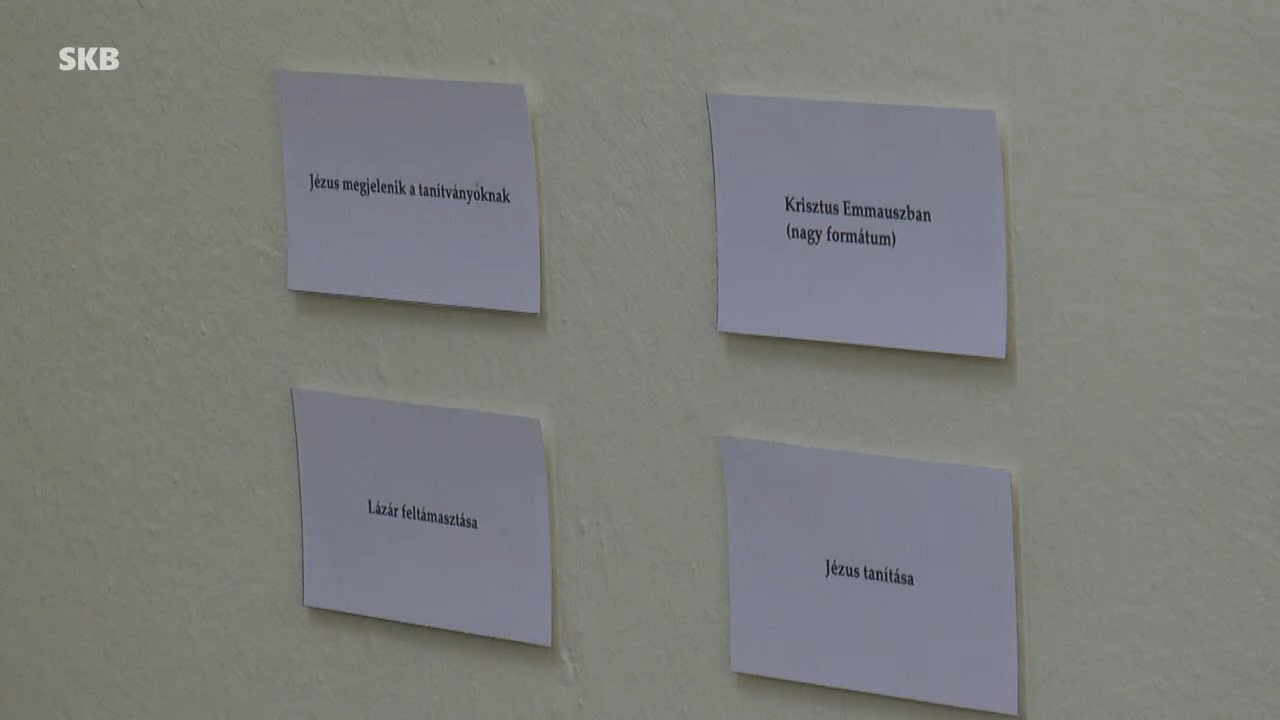 SKB
Jézus megjelenik a tanítványoknak
Krisztus Emmauszban
(nagy formátum)
Lázár feltámasztása
Jézus tanítása